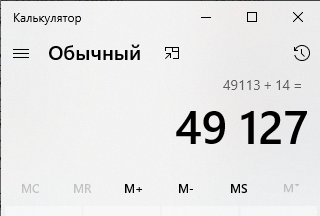 Калькулятор
Обычный
49113 + 14 =
49 127
MC MR M+ M- MS M˅